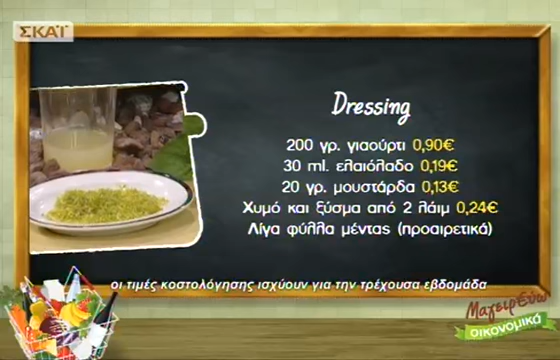 ΣΚΑΪ
Dressing
200 γρ. γιαούρτι 0,90€
30 ml. ελαιόλαδο 0,19€
20 γρ. μουστάρδα 0,13€
Χυμό και ξύσμα από 2 λάιμ 0,24€
Λίγα φύλλα μέντας (προαιρετικά)
οι τιμές κοστολόγησης ισχύουν για την τρέχουσα εβδομάδα
ΜαγειρΕύω
οικονομικά